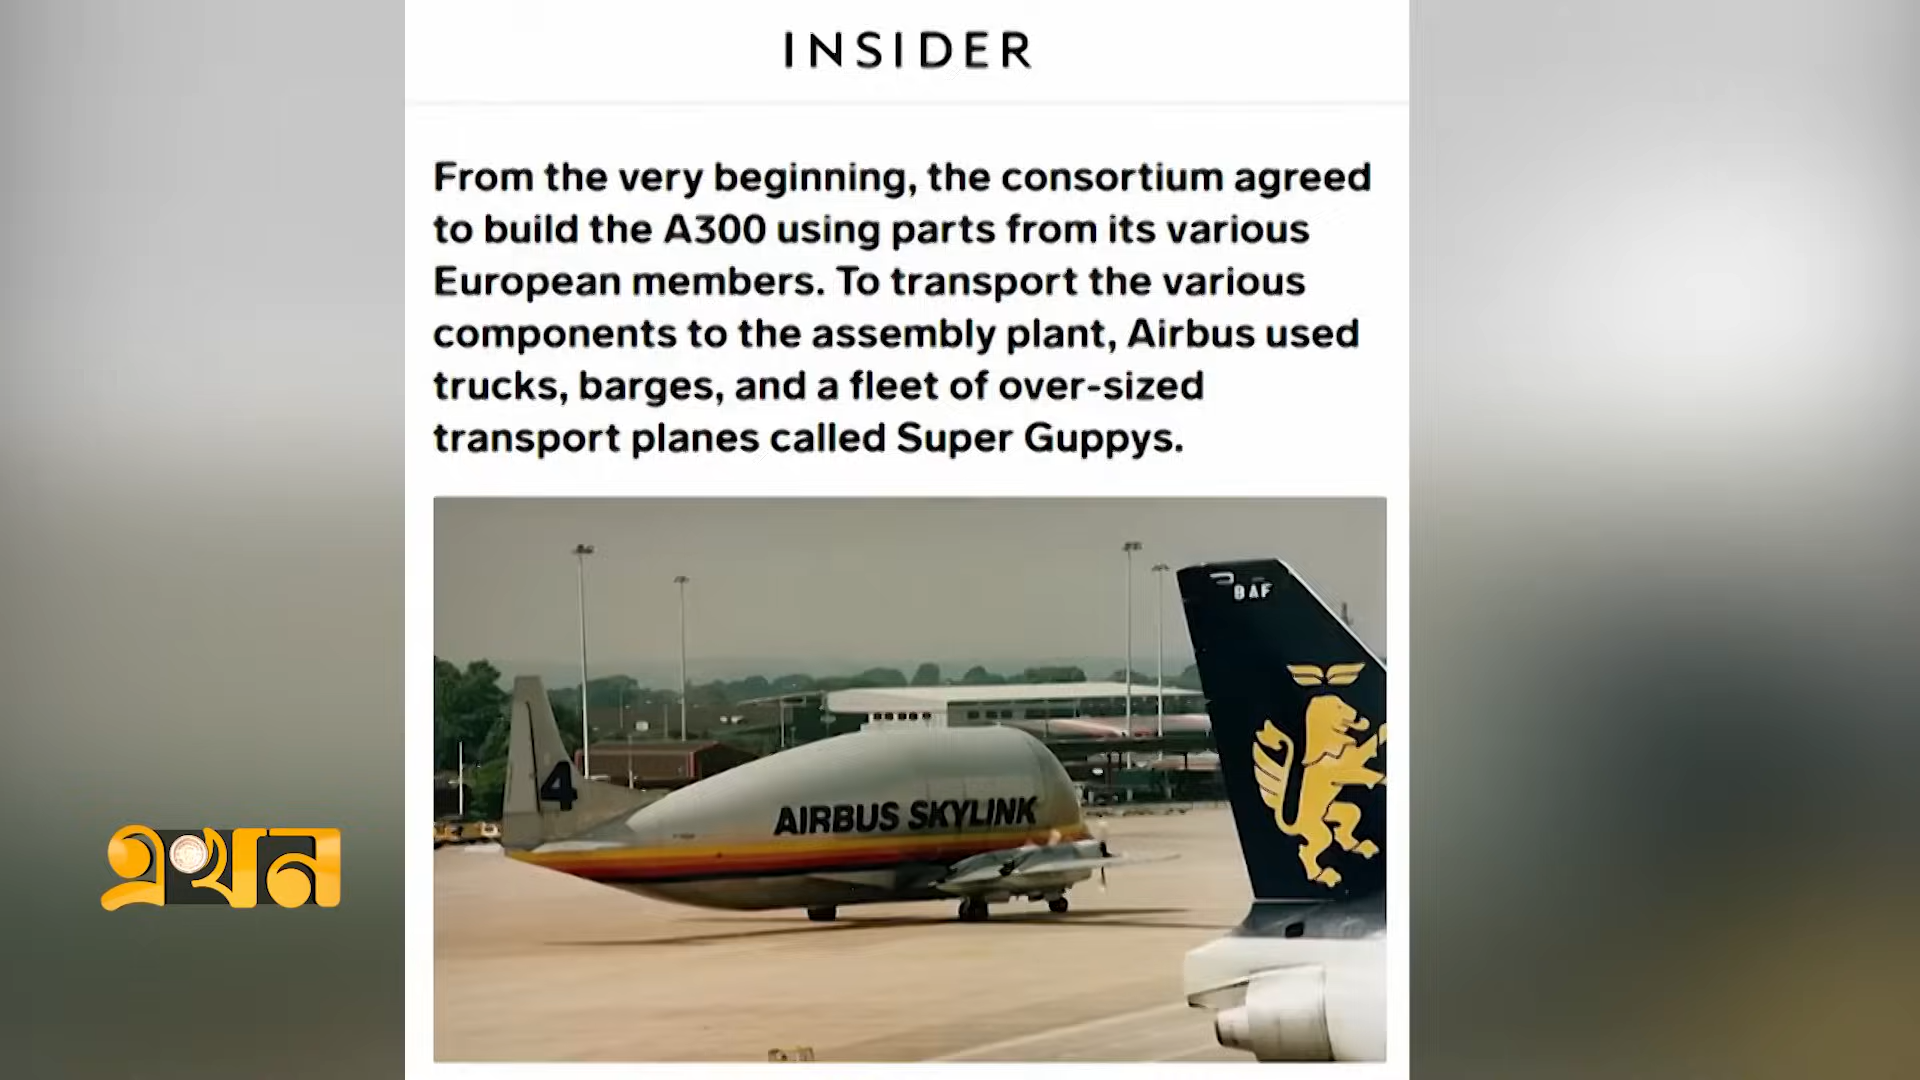 INSIDER
From the very beginning, the consortium agreed
to build the A300 using parts from its various
European members. To transport the various
components to the assembly plant, Airbus used
trucks, barges, and a fleet of over-sized
transport planes called Super Guppys.
BAF
4
AIRBUS SKYLINK
এখন